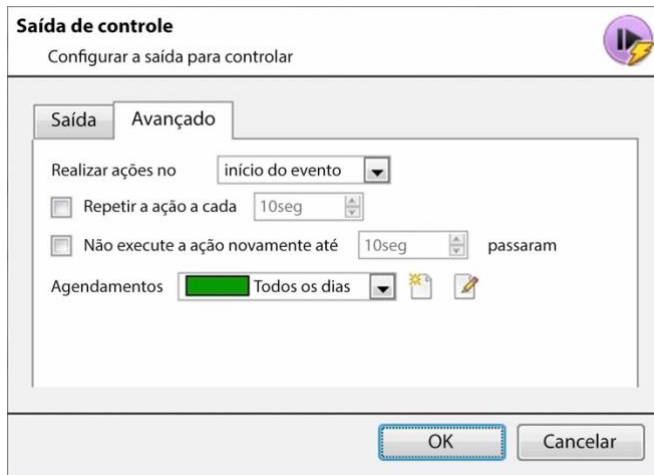 Saída de controle
Configurar a saída para controlar
Saída Avançado
Realizar ações no início do evento
Repetir a ação a cada 10seg
Não execute a ação novamente até 10seg passaram
Agendamentos Todos os dias
OK Cancelar